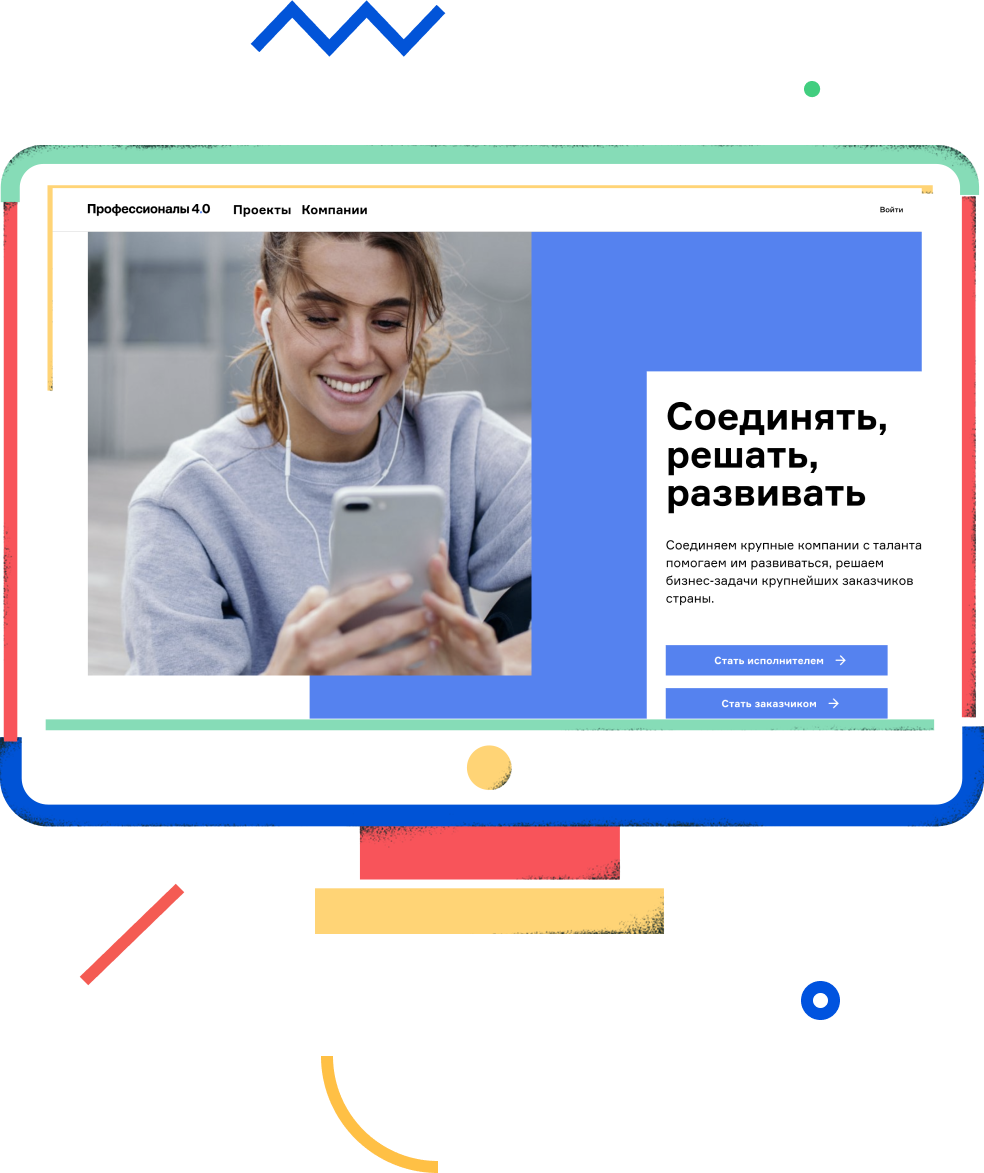 Профессионалы 4.0
Проекты Компании
Войти
Соединять,
решать,
развивать
Соединяем крупные компании с таланта
помогаем им развиваться, решаем
бизнес-задачи крупнейших заказчиков
страны.
Стать исполнителем
Стать заказчиком